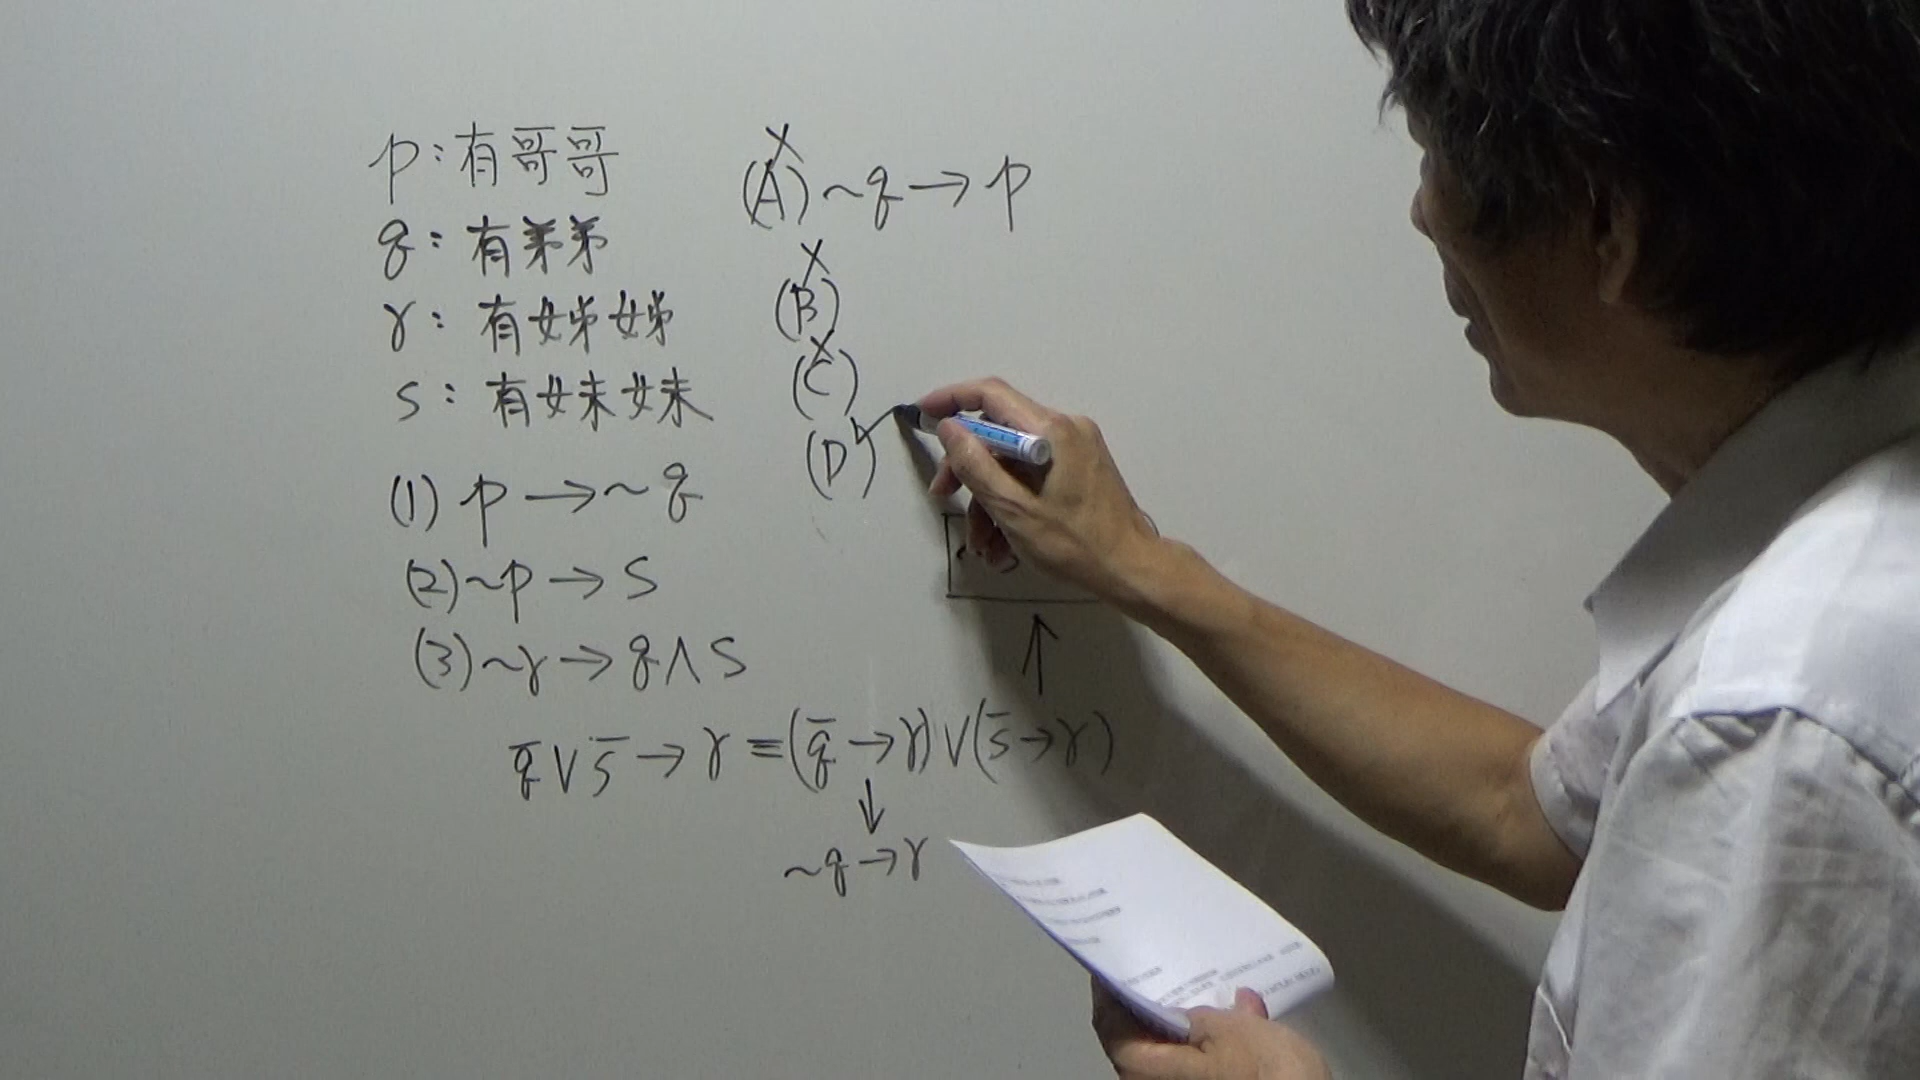 p：有哥哥
q：有弟弟
r：有姊姊
s：有妹妹
(1) p → ~q
(2) ~p → s
(3) ~r → q ∧ s
q̄ ∨ s̄ → r ≡ (q̄ → r) ∨ (s̄ → r)
↓
~q → r
X
(A) ~q → p
X
(B)
X
(C)
(D)
↑